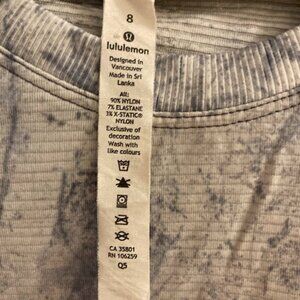 8
lululemon
Designed in
Vancouver
Made in Sri
Lanka
All:
90% NYLON
7% ELASTANE
3% X-STATIC®
NYLON
Exclusive of
decoration
Wash with
like colours
CA 35801
RN 106259
Q5